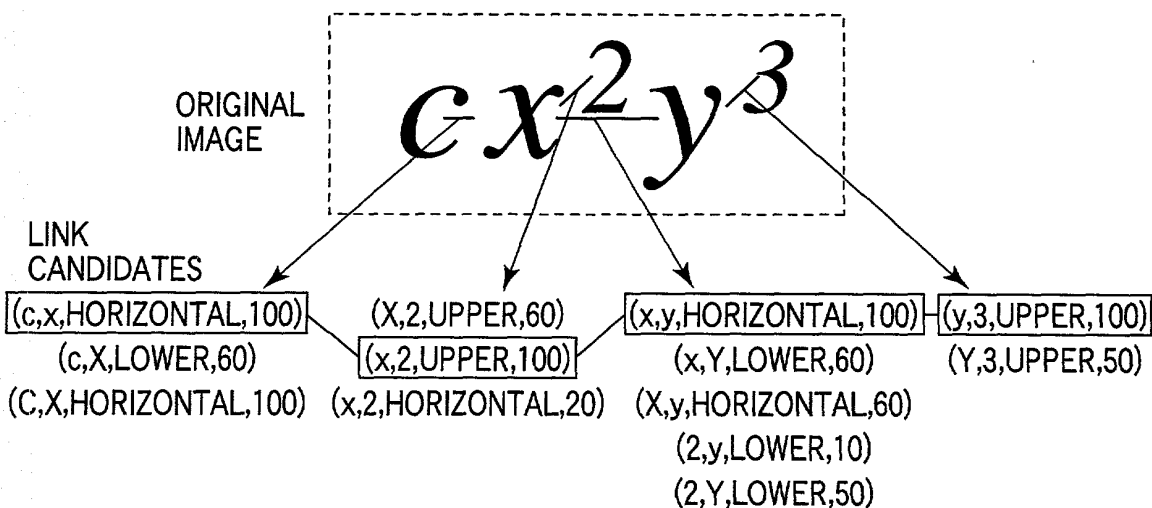 ORIGINAL
IMAGE
cx²y³
LINK
CANDIDATES
(c,x,HORIZONTAL,100) (X,2,UPPER,60) (x,y,HORIZONTAL,100) (y,3,UPPER,100)
(c,X,LOWER,60) (x,2,UPPER,100) (x,Y,LOWER,60) (Y,3,UPPER,50)
(C,X,HORIZONTAL,100) (x,2,HORIZONTAL,20) (X,y,HORIZONTAL,60)
(2,y,LOWER,10)
(2,Y,LOWER,50)